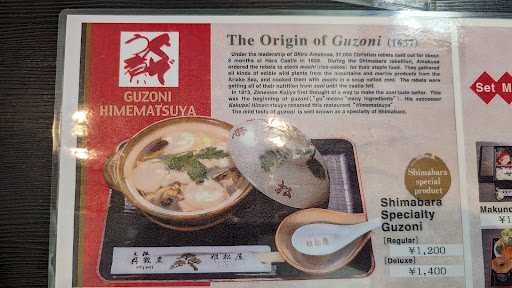 GUZONI
HIMEMATSUYA
The Origin of Guzoni (1637)
Under the leadership of Shiro Amakusa, 37,000 Christian rebels held out for about
3 months at Hara Castle in 1638. During the Shimabara rebellion, Amakusa
ordered the rebels to stock mochi (rice-cakes) for their staple food. They gathered
all kinds of edible wild plants from the mountains and marine products from the
Ariake Sea, and cooked them with mochi in a soup called zoni. The rebels were
getting all of their nutrition from zoni until the castle fell.
In 1813, Zenemon Kojiya first thought of a way to make the zoni taste better. This
was the beginning of guzoni ("gu" means "many ingredients"). His successor
Kakubei Himematsuya renamed this restaurant "Himematsuya".
The mild taste of guzoni is well known as a specialty of Shimabara.
Shimabara
special
product
Shimabara
Specialty
Guzoni
[Regular]
¥1,200
[Deluxe]
¥1,400
姫松屋
Set M
Makuno